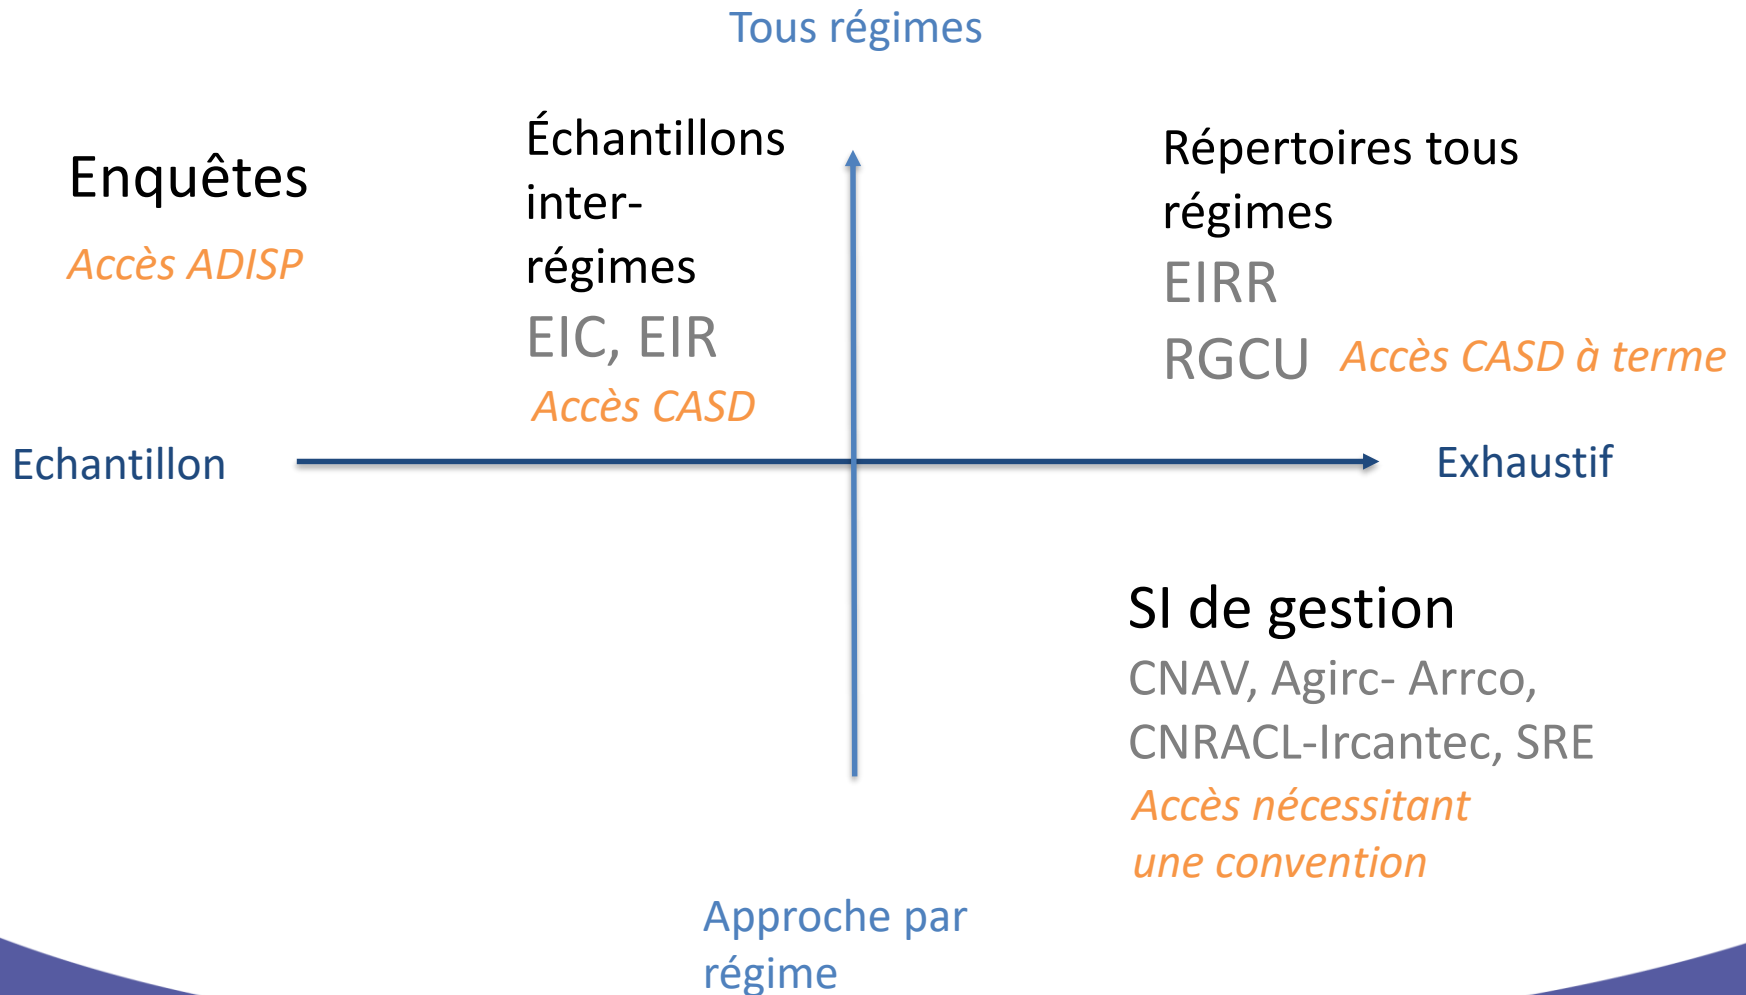 Tous régimes
Enquêtes
Accès ADISP
Échantillons
inter-
régimes
EIC, EIR
Accès CASD
Répertoires tous
régimes
EIRR
RGCU Accès CASD à terme
Echantillon
Exhaustif
SI de gestion
CNAV, Agirc- Arrco,
CNRACL-Ircantec, SRE
Accès nécessitant
une convention
Approche par
régime